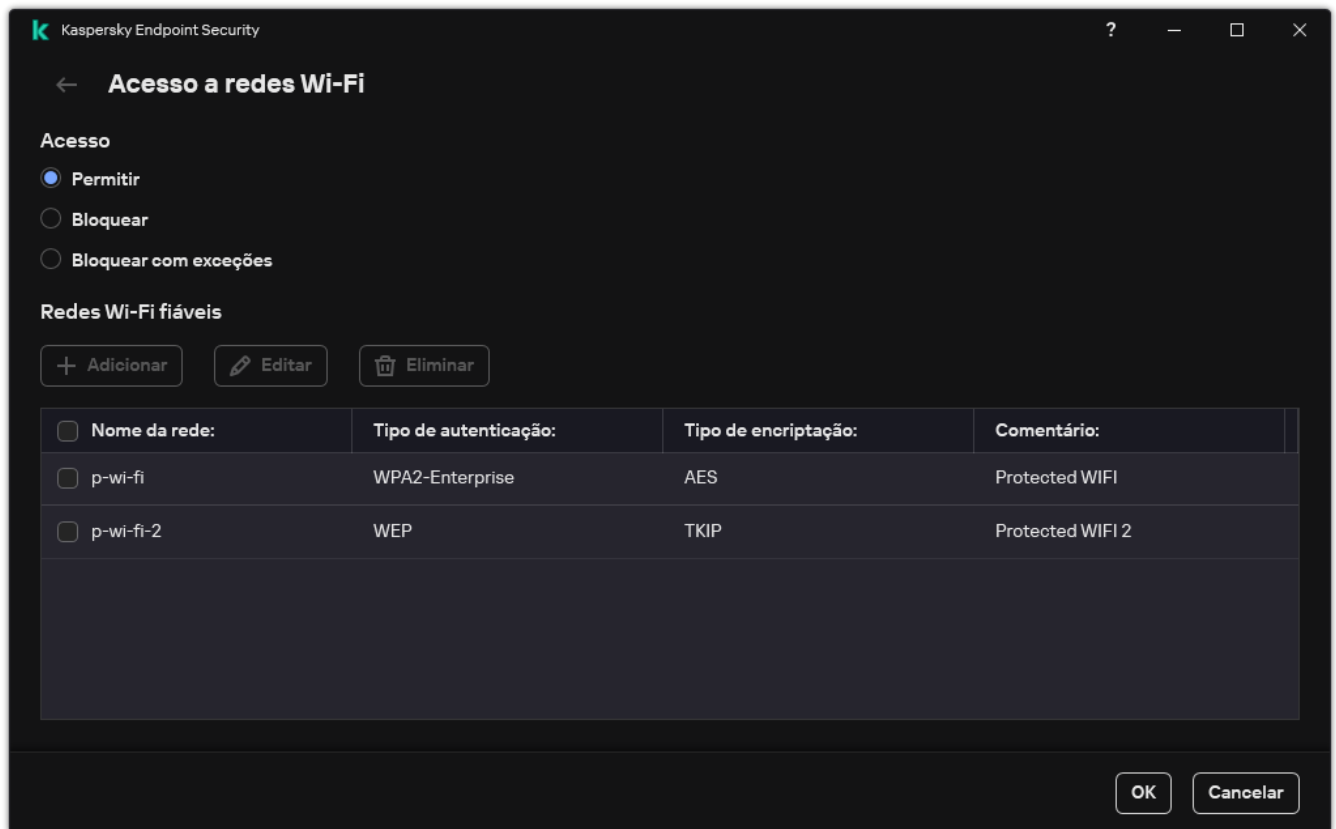 Kaspersky Endpoint Security ?
Acesso a redes Wi-Fi
Acesso
Permitir
Bloquear
Bloquear com exceções
Redes Wi-Fi fiáveis
Adicionar Editar Eliminar
Nome da rede: Tipo de autenticação: Tipo de encriptação: Comentário:
p-wi-fi WPA2-Enterprise AES Protected WIFI
p-wi-fi-2 WEP TKIP Protected WIFI 2
OK Cancelar